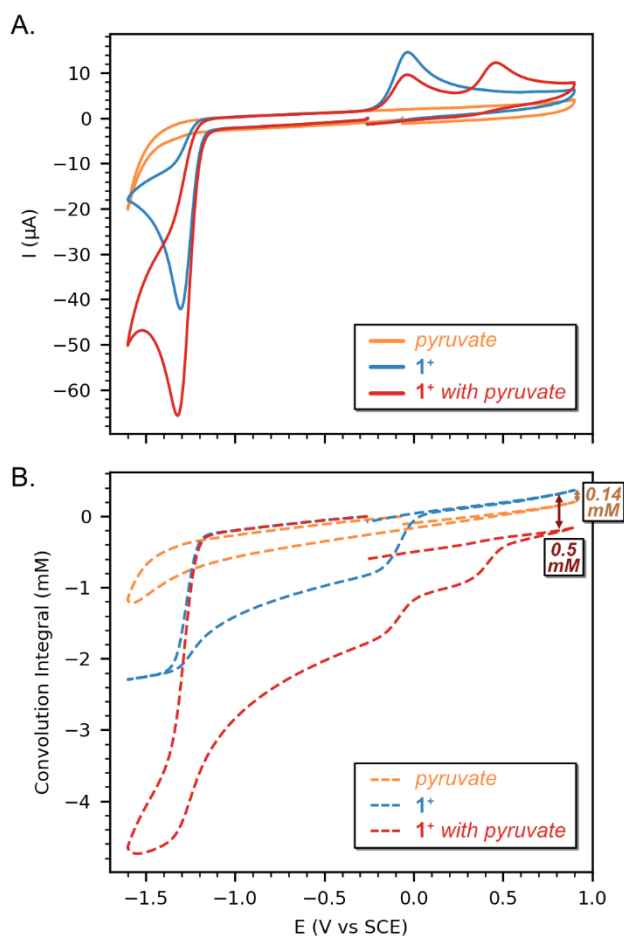 A.
10
0
−10
−20
−30
−40
−50
−60
I (μA)
pyruvate
1⁺
1⁺ with pyruvate
B.
0
−1
−2
−3
−4
Convolution Integral (mM)
0.14
mM
0.5
mM
pyruvate
1⁺
1⁺ with pyruvate
−1.5
−1.0
−0.5
0.0
0.5
1.0
E (V vs SCE)